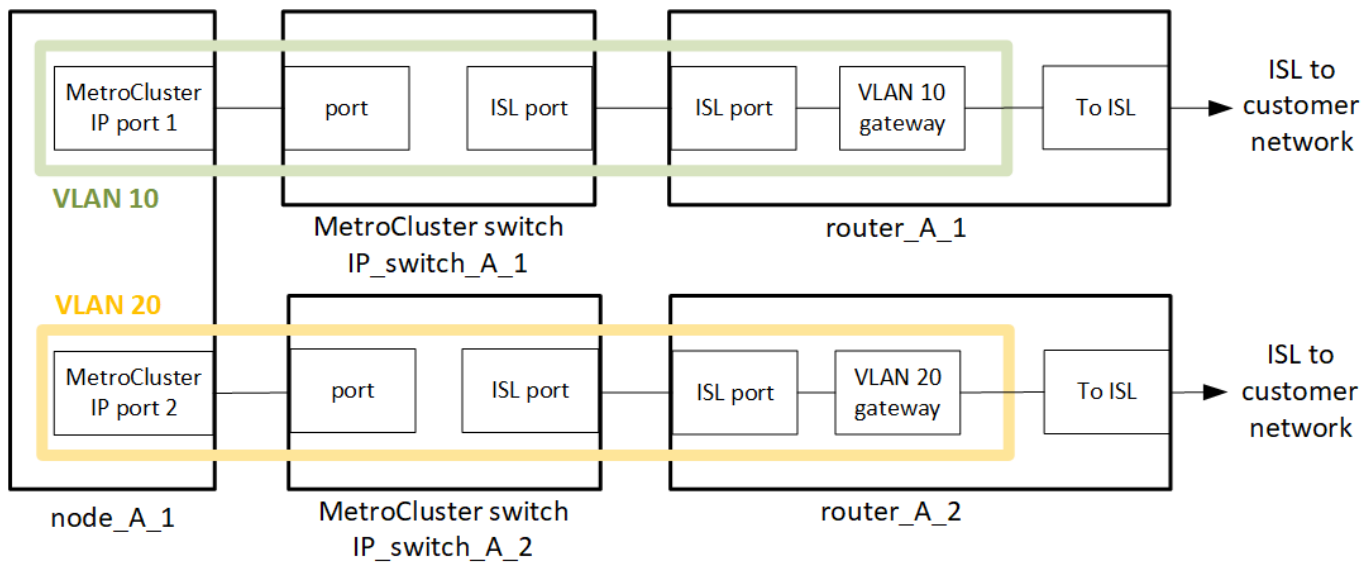 MetroCluster
IP port 1
port
ISL port
ISL port
VLAN 10
gateway
To ISL
ISL to
customer
network
VLAN 10
MetroCluster switch
IP_switch_A_1
router_A_1
VLAN 20
MetroCluster
IP port 2
port
ISL port
ISL port
VLAN 20
gateway
To ISL
ISL to
customer
network
node_A_1
MetroCluster switch
IP_switch_A_2
router_A_2